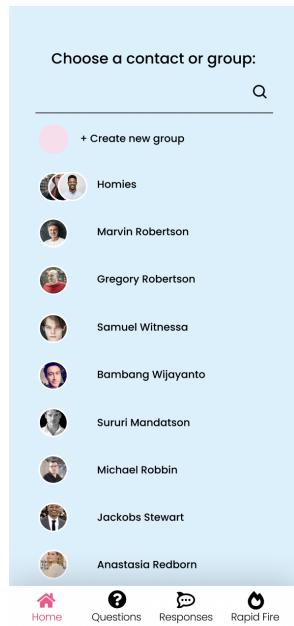 Choose a contact or group:
+ Create new group
Homies
Marvin Robertson
Gregory Robertson
Samuel Witnessa
Bambang Wijayanto
Sururi Mandatson
Michael Robbin
Jackobs Stewart
Anastasia Redborn
Home Questions Responses Rapid Fire